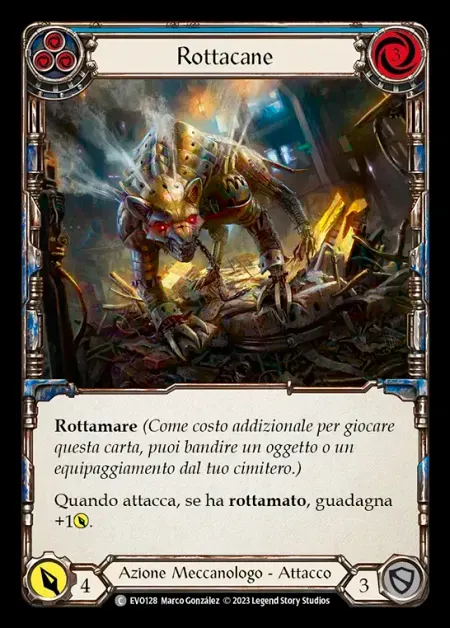 Rottacane
3
Rottamare (Come costo addizionale per giocare
questa carta, puoi bandire un oggetto o un
equipaggiamento dal tuo cimitero.)
Quando attacca, se ha rottamato, guadagna
+1.
4
Azione Meccanologo - Attacco
3
C EVO128 Marco González © 2023 Legend Story Studios